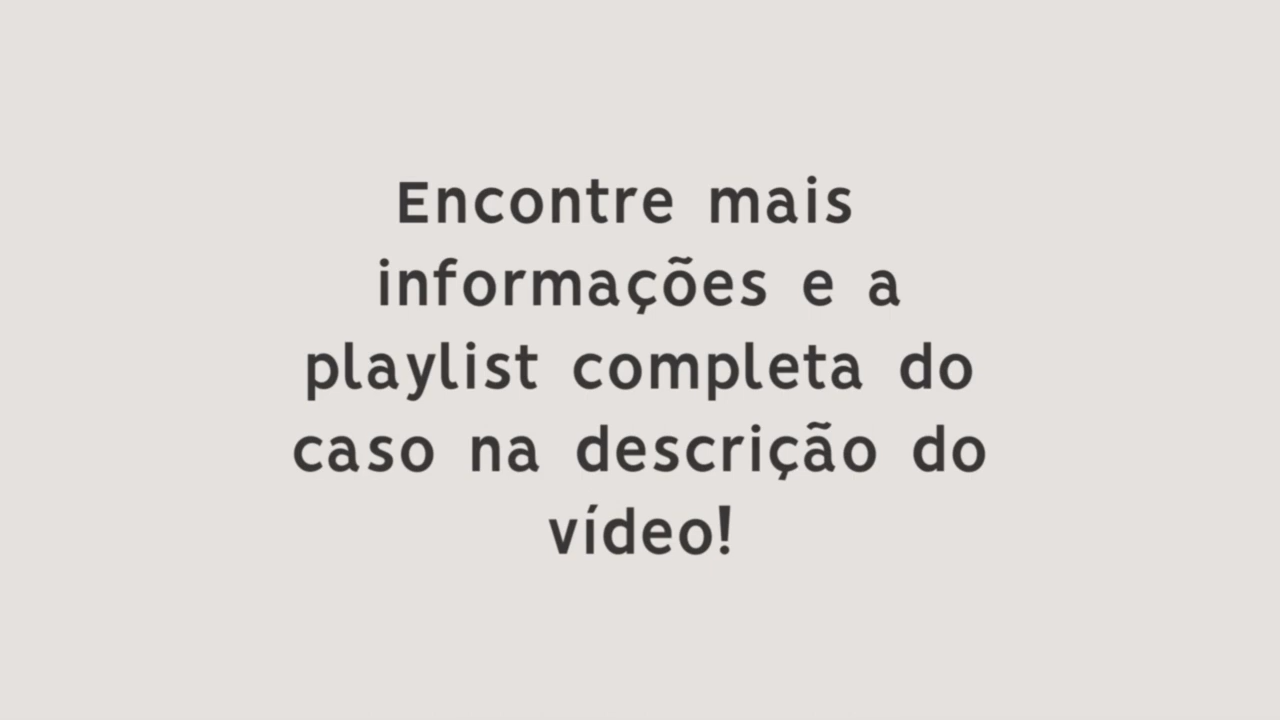 Encontre mais
informações e a
playlist completa do
caso na descrição do
vídeo!